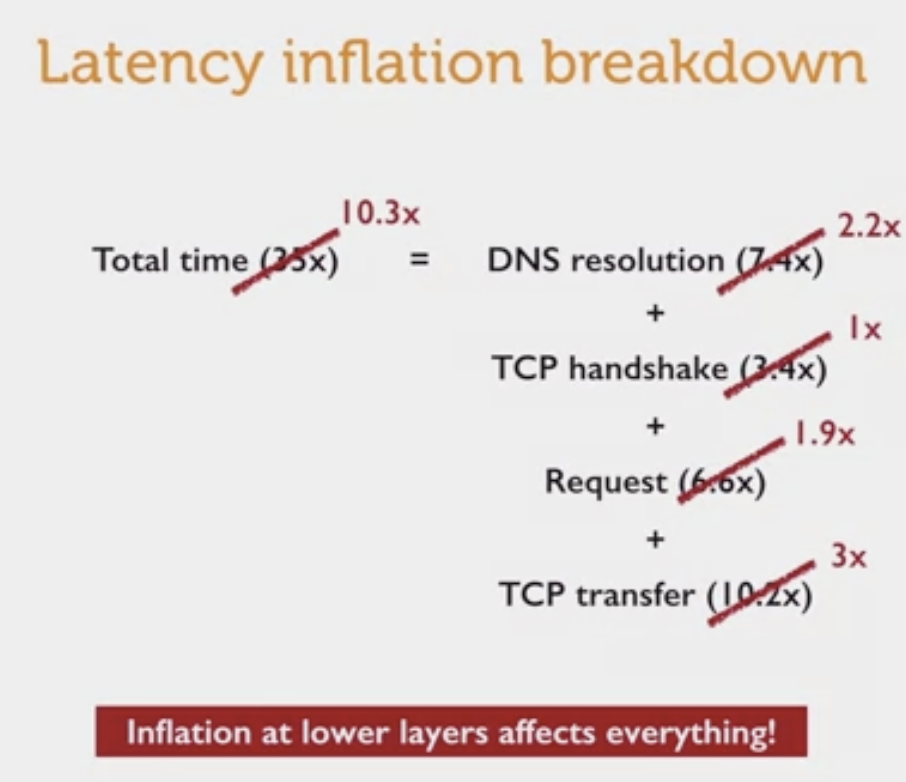 Latency inflation breakdown
10.3x
Total time (35x) = DNS resolution (7.4x) 2.2x
+
TCP handshake (3.4x) 1x
+
Request (6.6x) 1.9x
+
TCP transfer (10.2x) 3x
Inflation at lower layers affects everything!